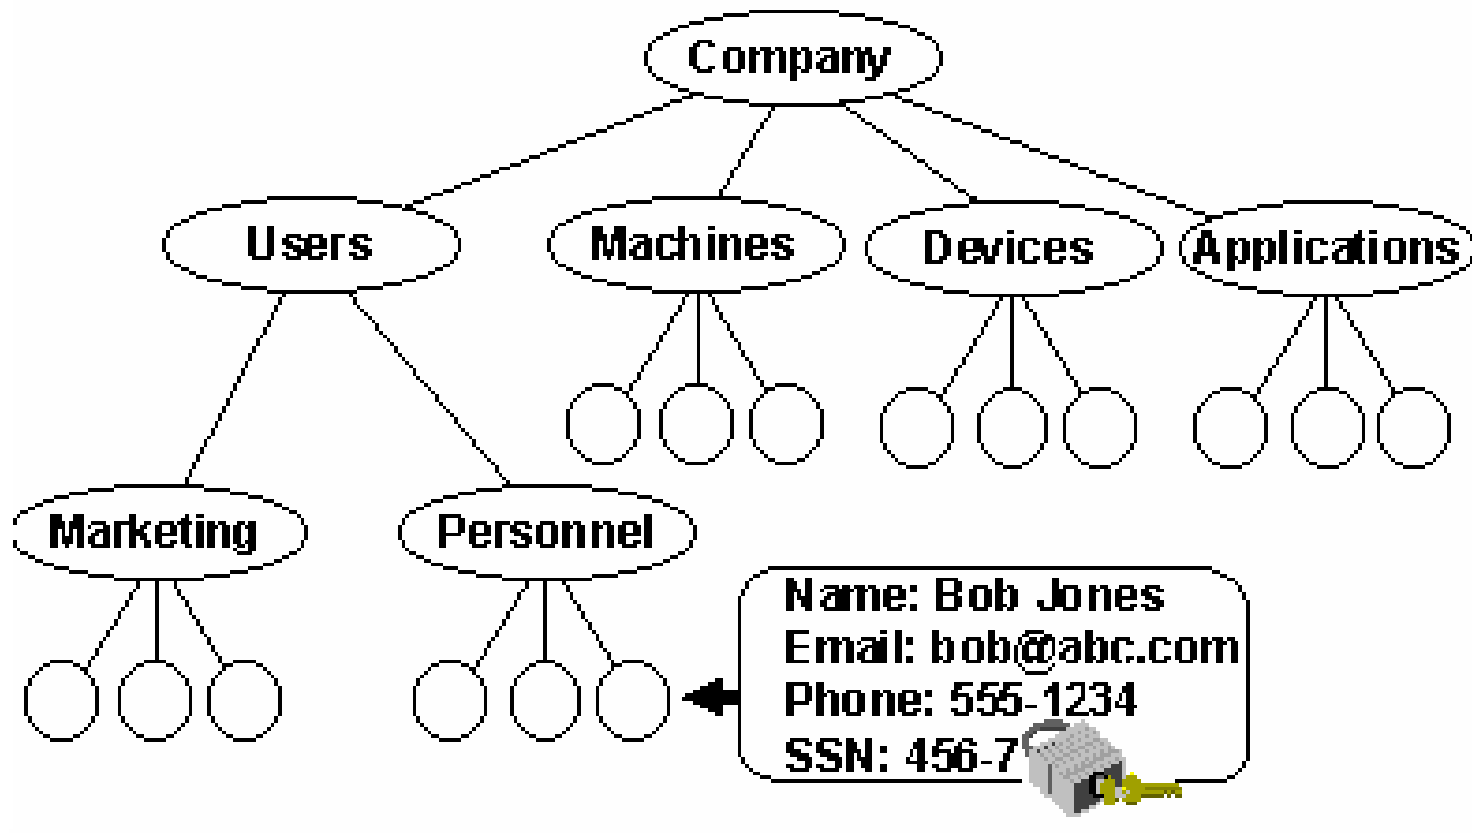 Company
Users
Machines
Devices
Applications
Marketing
Personnel
Name: Bob Jones
Email: bob@abc.com
Phone: 555-1234
SSN: 456-7